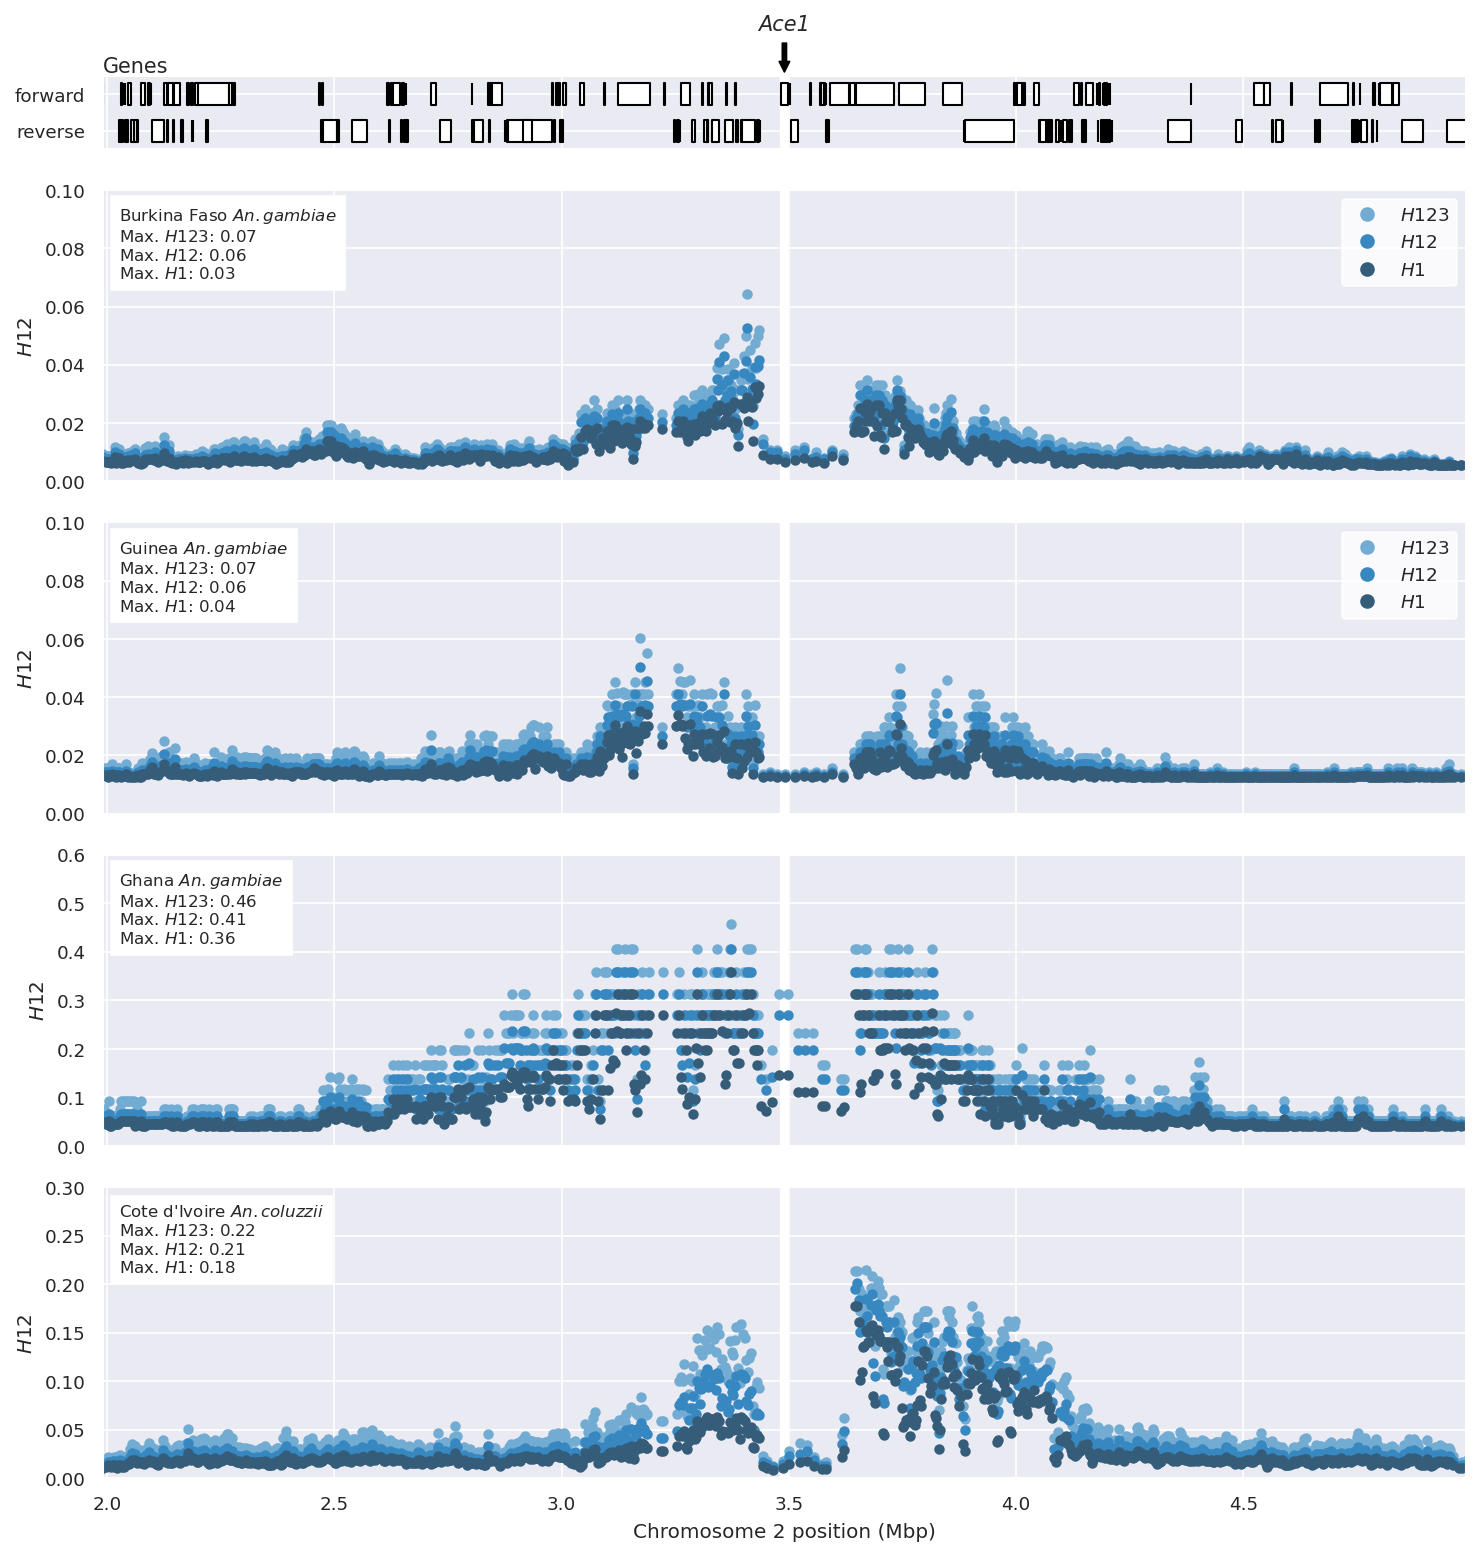 Ace1
Genes
forward
reverse
0.10
0.08
0.06
0.04
0.02
0.00
H12
Burkina Faso An.gambiae
Max. H123: 0.07
Max. H12: 0.06
Max. H1: 0.03
H123
H12
H1
0.10
0.08
0.06
0.04
0.02
0.00
H12
Guinea An.gambiae
Max. H123: 0.07
Max. H12: 0.06
Max. H1: 0.04
H123
H12
H1
0.6
0.5
0.4
0.3
0.2
0.1
0.0
H12
Ghana An.gambiae
Max. H123: 0.46
Max. H12: 0.41
Max. H1: 0.36
0.30
0.25
0.20
0.15
0.10
0.05
0.00
H12
Cote d'Ivoire An.coluzzii
Max. H123: 0.22
Max. H12: 0.21
Max. H1: 0.18
2.0 2.5 3.0 3.5 4.0 4.5
Chromosome 2 position (Mbp)